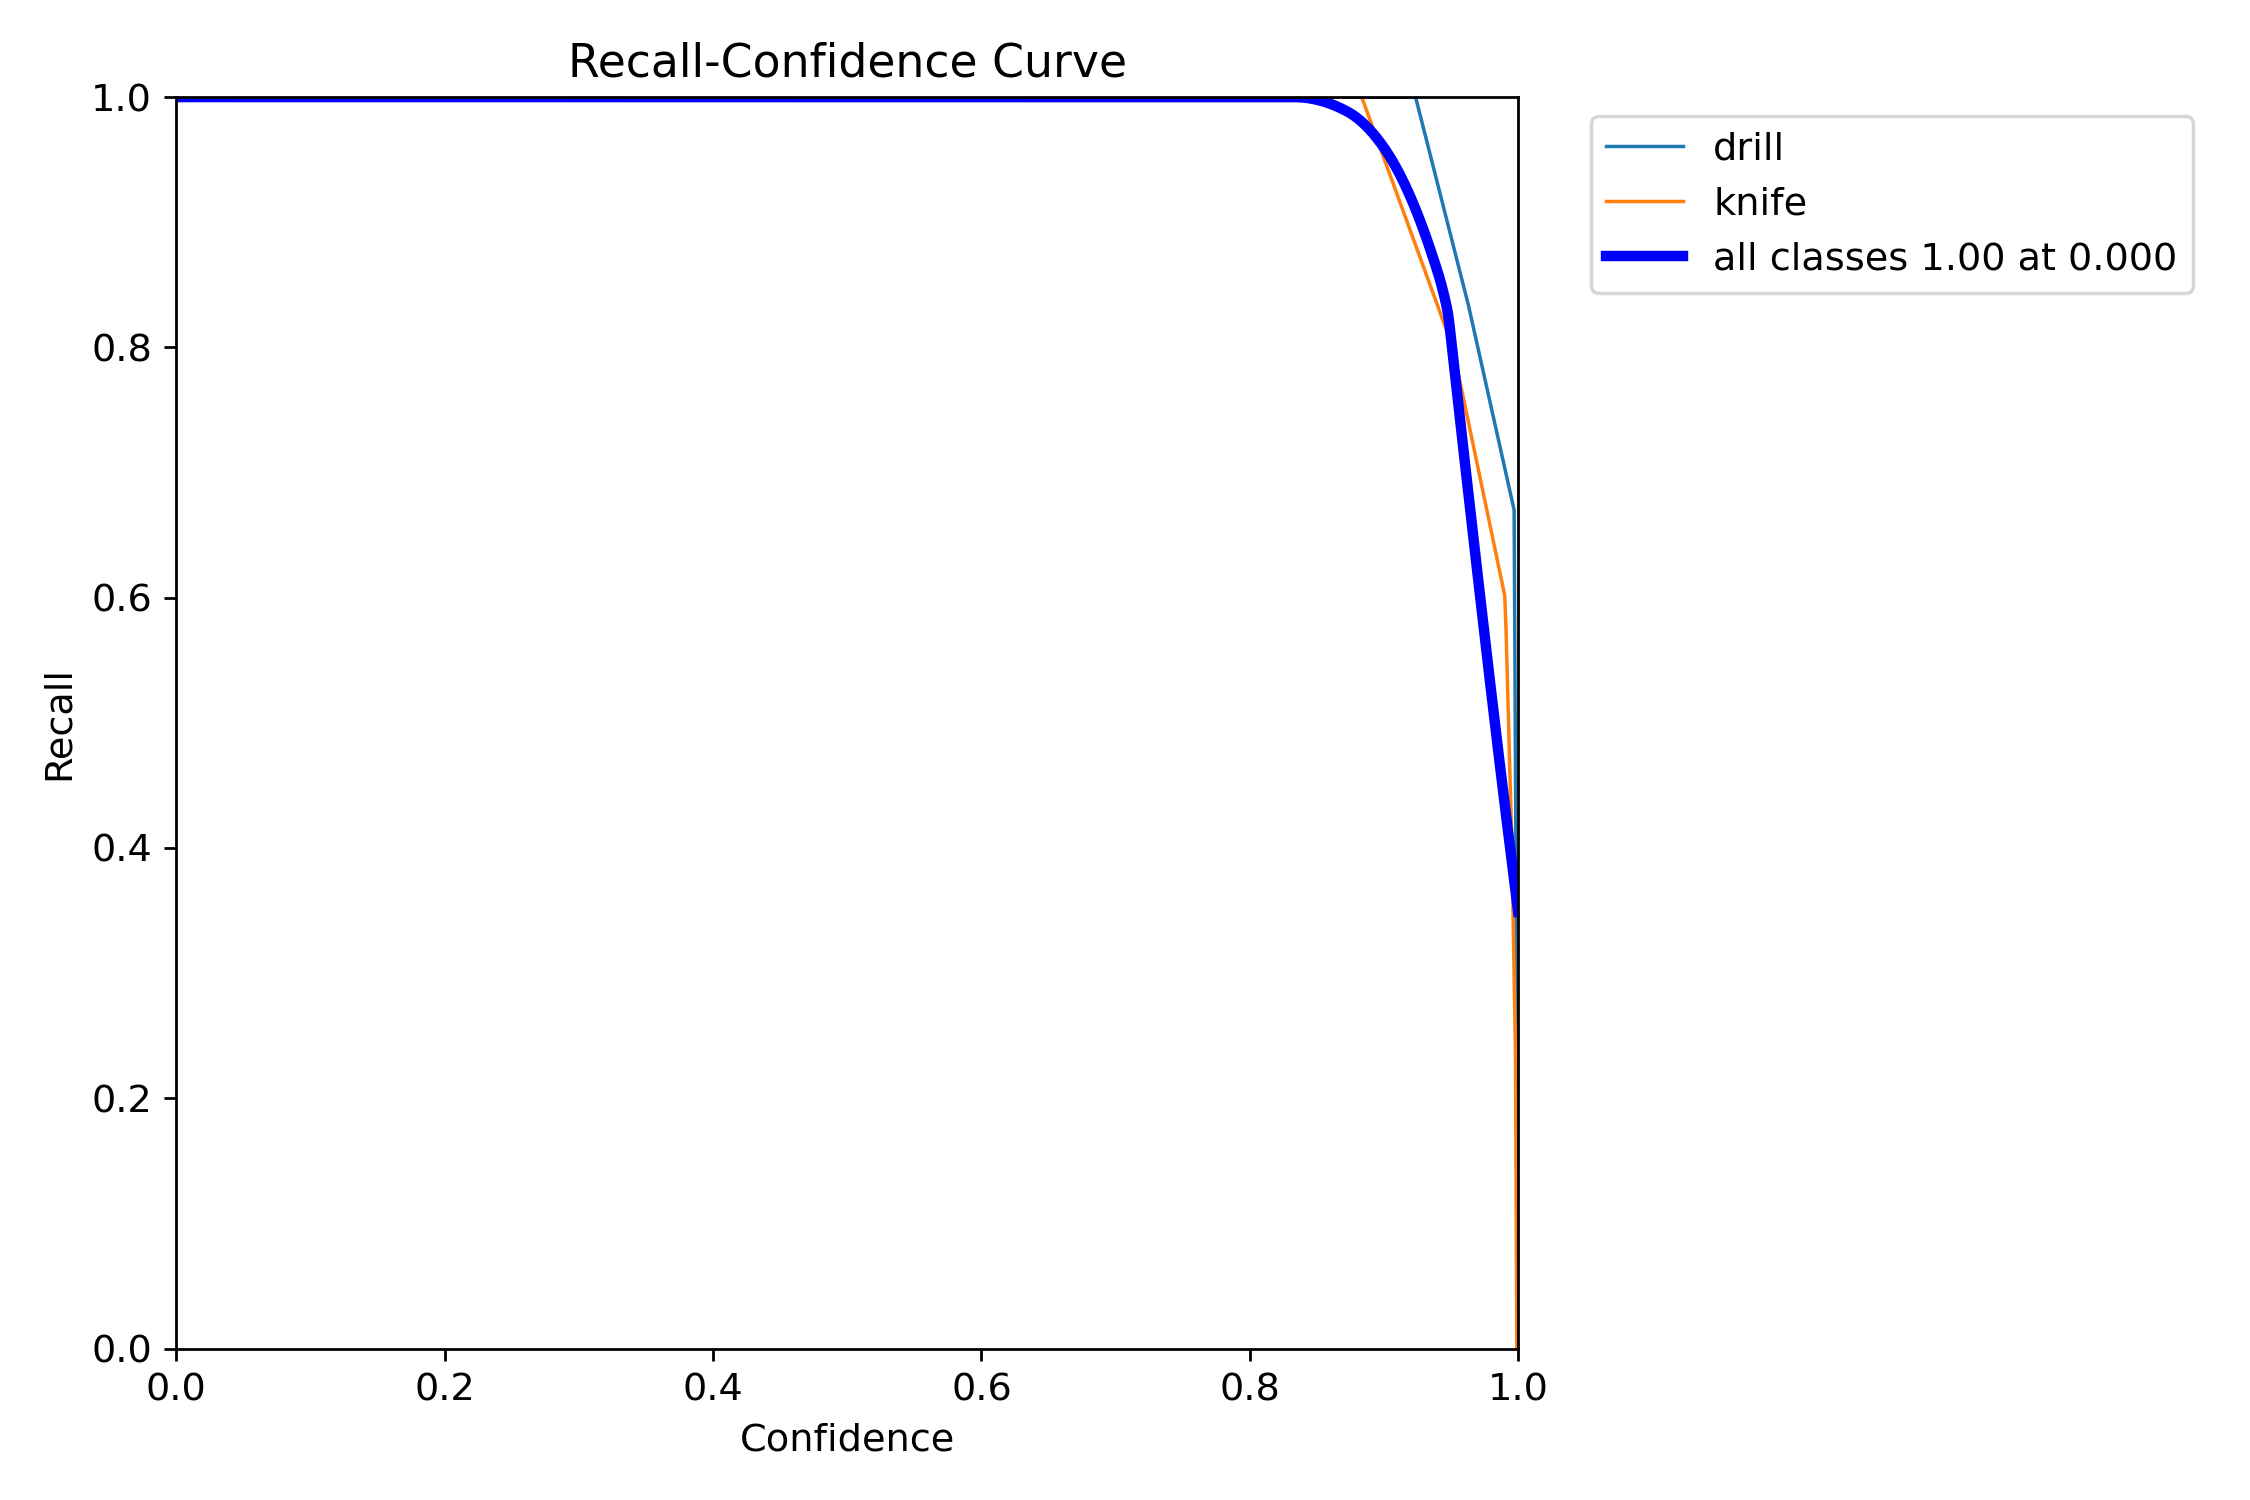 Recall-Confidence Curve
1.0
0.8
0.6
0.4
0.2
0.0
Recall
0.0 0.2 0.4 0.6 0.8 1.0
Confidence
drill
knife
all classes 1.00 at 0.000